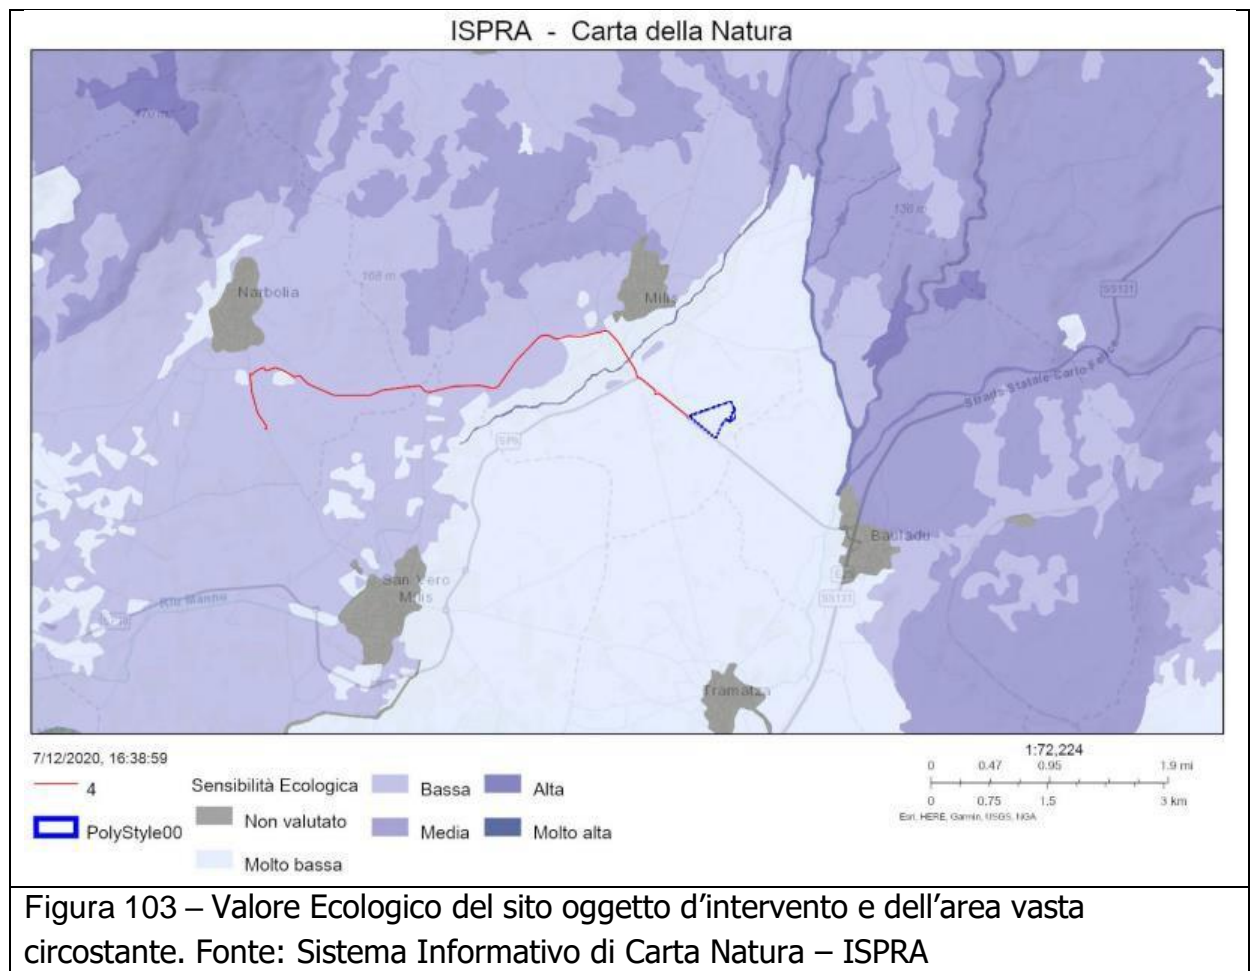 ISPRA - Carta della Natura
470 m
136 m
Narbolia
168 m
Milis
SS131
Strada Statale Carlo Felice
SP9
Bauladu
San Vero
Milis
Riu Mannu
SS131
Tramatza
7/12/2020, 16:38:59
4
PolyStyle00
Sensibilità Ecologica
Non valutato
Molto bassa
Bassa
Media
Alta
Molto alta
1:72,224
0 0.47 0.95 1.9 mi
0 0.75 1.5 3 km
Esri, HERE, Garmin, USGS, NGA
Figura 103 – Valore Ecologico del sito oggetto d’intervento e dell’area vasta
circostante. Fonte: Sistema Informativo di Carta Natura – ISPRA